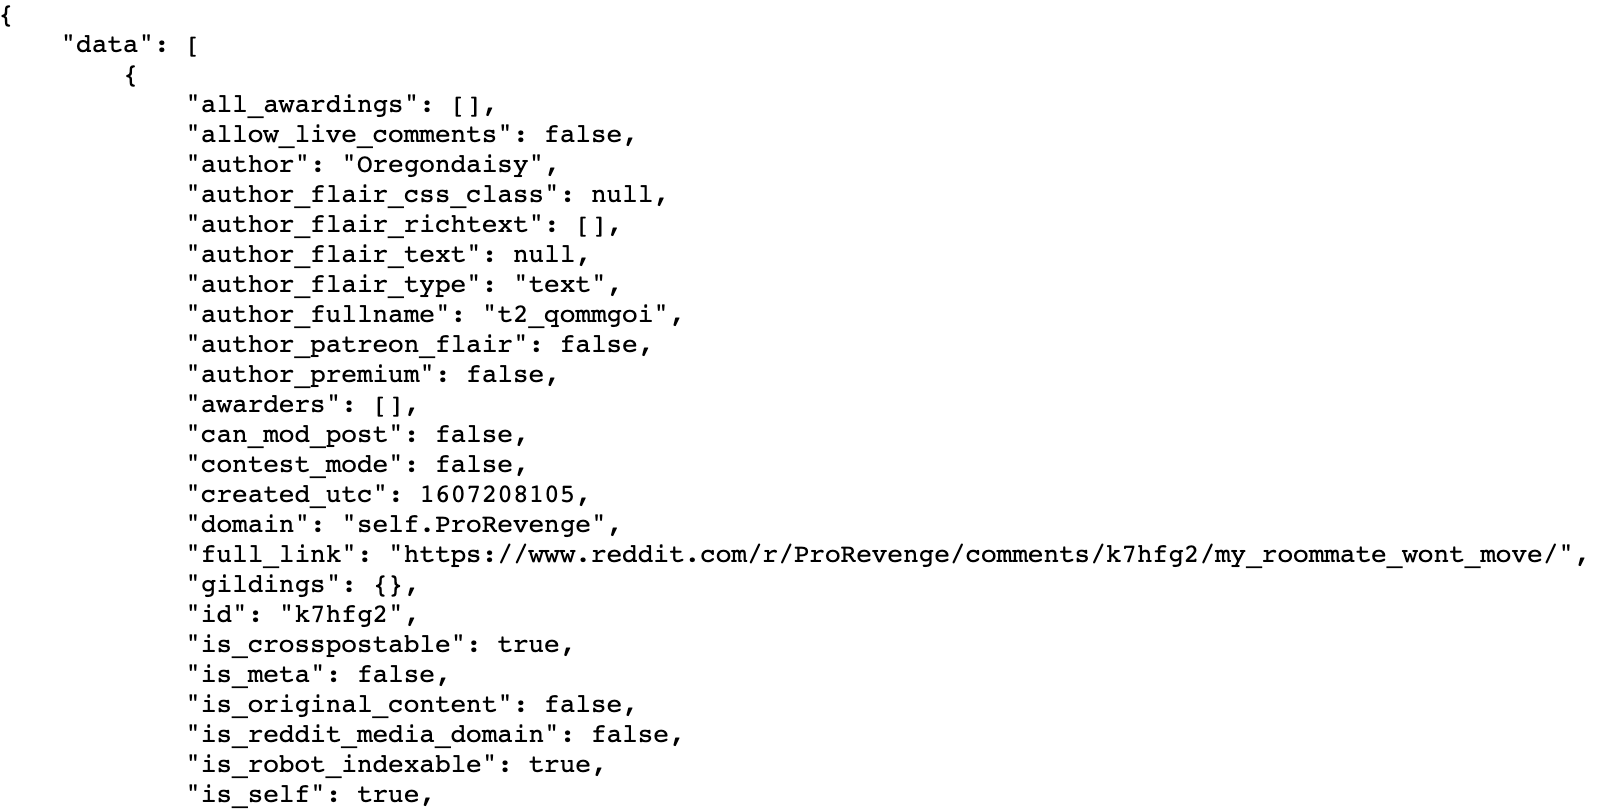 {
    "data": [
        {
            "all_awardings": [],
            "allow_live_comments": false,
            "author": "Oregondaisy",
            "author_flair_css_class": null,
            "author_flair_richtext": [],
            "author_flair_text": null,
            "author_flair_type": "text",
            "author_fullname": "t2_qommgoi",
            "author_patreon_flair": false,
            "author_premium": false,
            "awarders": [],
            "can_mod_post": false,
            "contest_mode": false,
            "created_utc": 1607208105,
            "domain": "self.ProRevenge",
            "full_link": "https://www.reddit.com/r/ProRevenge/comments/k7hfg2/my_roommate_wont_move/",
            "gildings": {},
            "id": "k7hfg2",
            "is_crosspostable": true,
            "is_meta": false,
            "is_original_content": false,
            "is_reddit_media_domain": false,
            "is_robot_indexable": true,
            "is_self": true,